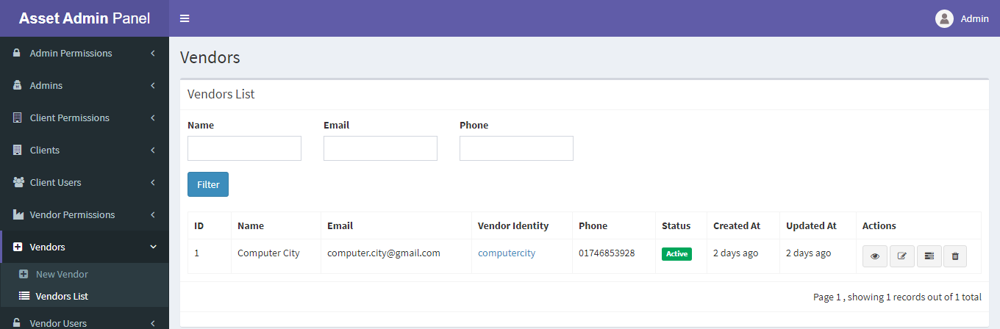 Asset Admin Panel
Admin
Admin Permissions
Admins
Client Permissions
Clients
Client Users
Vendor Permissions
Vendors
New Vendor
Vendors List
Vendor Users
Vendors
Vendors List
Name Email Phone
Filter
ID Name Email Vendor Identity Phone Status Created At Updated At Actions
1 Computer City computer.city@gmail.com computercity 01746853928 Active 2 days ago 2 days ago
Page 1 , showing 1 records out of 1 total